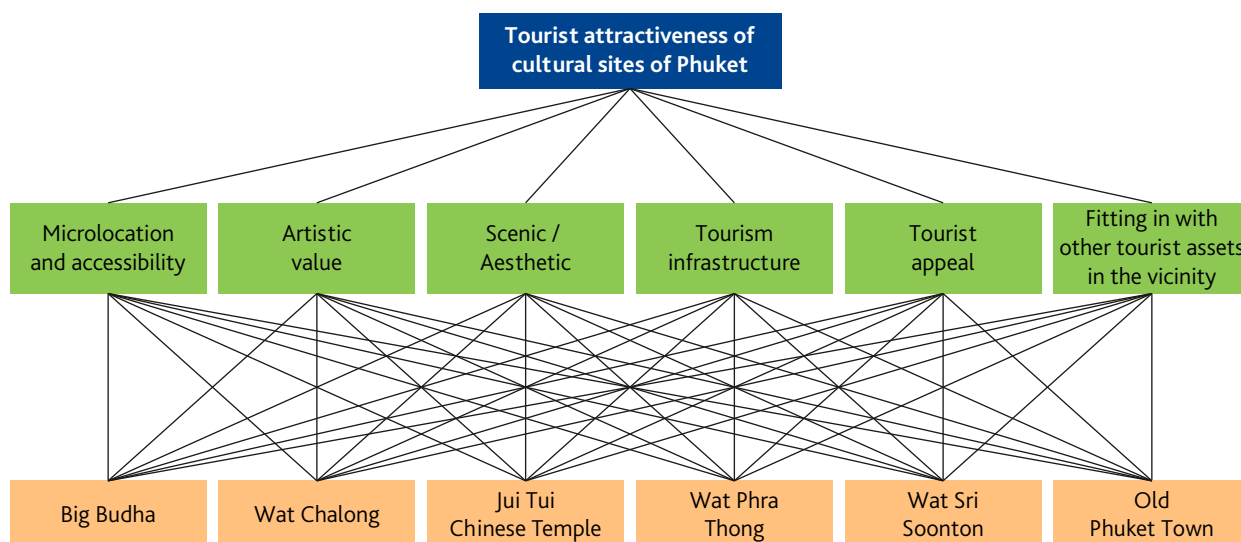 Tourist attractiveness of
cultural sites of Phuket
Microlocation
and accessibility
Artistic
value
Scenic /
Aesthetic
Tourism
infrastructure
Tourist
appeal
Fitting in with
other tourist assets
in the vicinity
Big Budha
Wat Chalong
Jui Tui
Chinese Temple
Wat Phra
Thong
Wat Sri
Soonton
Old
Phuket Town